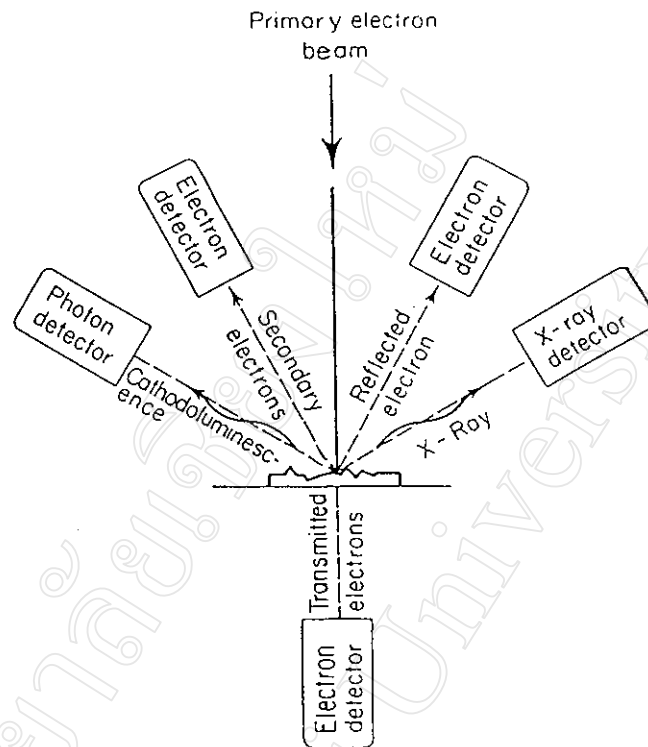 Primary electron
beam
Electron
detector
Electron
detector
Photon
detector
X-ray
detector
Secondary
electrons
Reflected
electron
Cathodoluminesc-
ence
X-Ray
Transmitted
electrons
Electron
detector